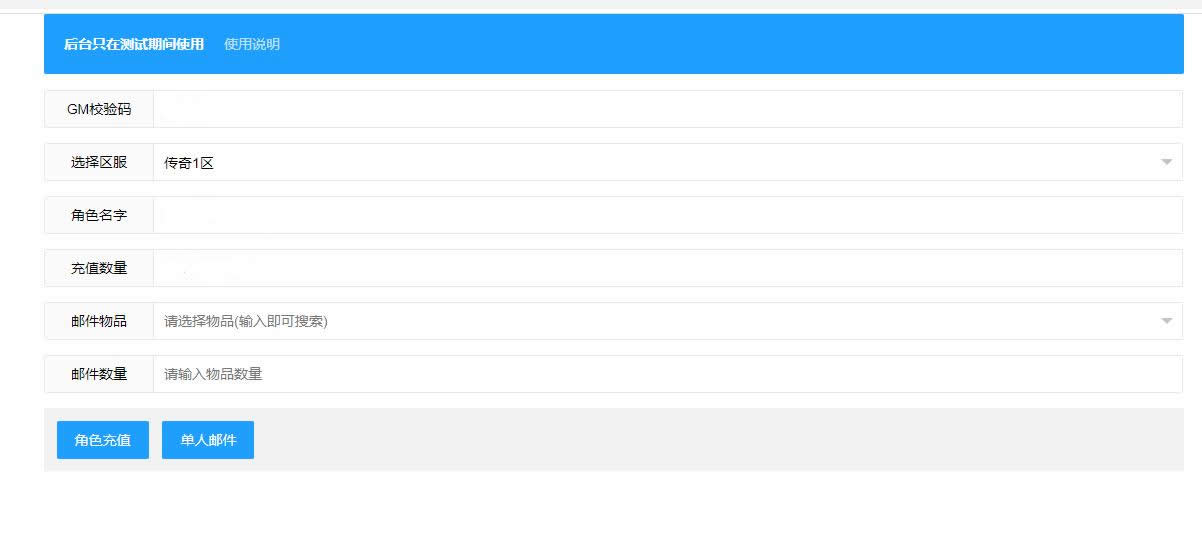 后台只在测试期间使用 使用说明
GM校验码
选择区服 传奇1区
角色名字
充值数量
邮件物品 请选择物品(输入即可搜索)
邮件数量 请输入物品数量
角色充值 单人邮件